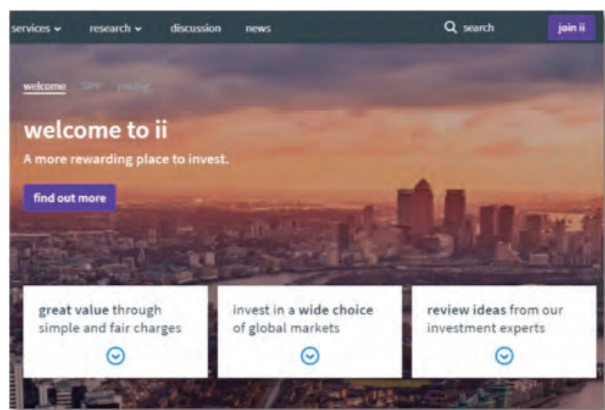 services research discussion news search join ii
welcome SIPP pricing
welcome to ii
A more rewarding place to invest.
find out more
great value through
simple and fair charges
invest in a wide choice
of global markets
review ideas from our
investment experts